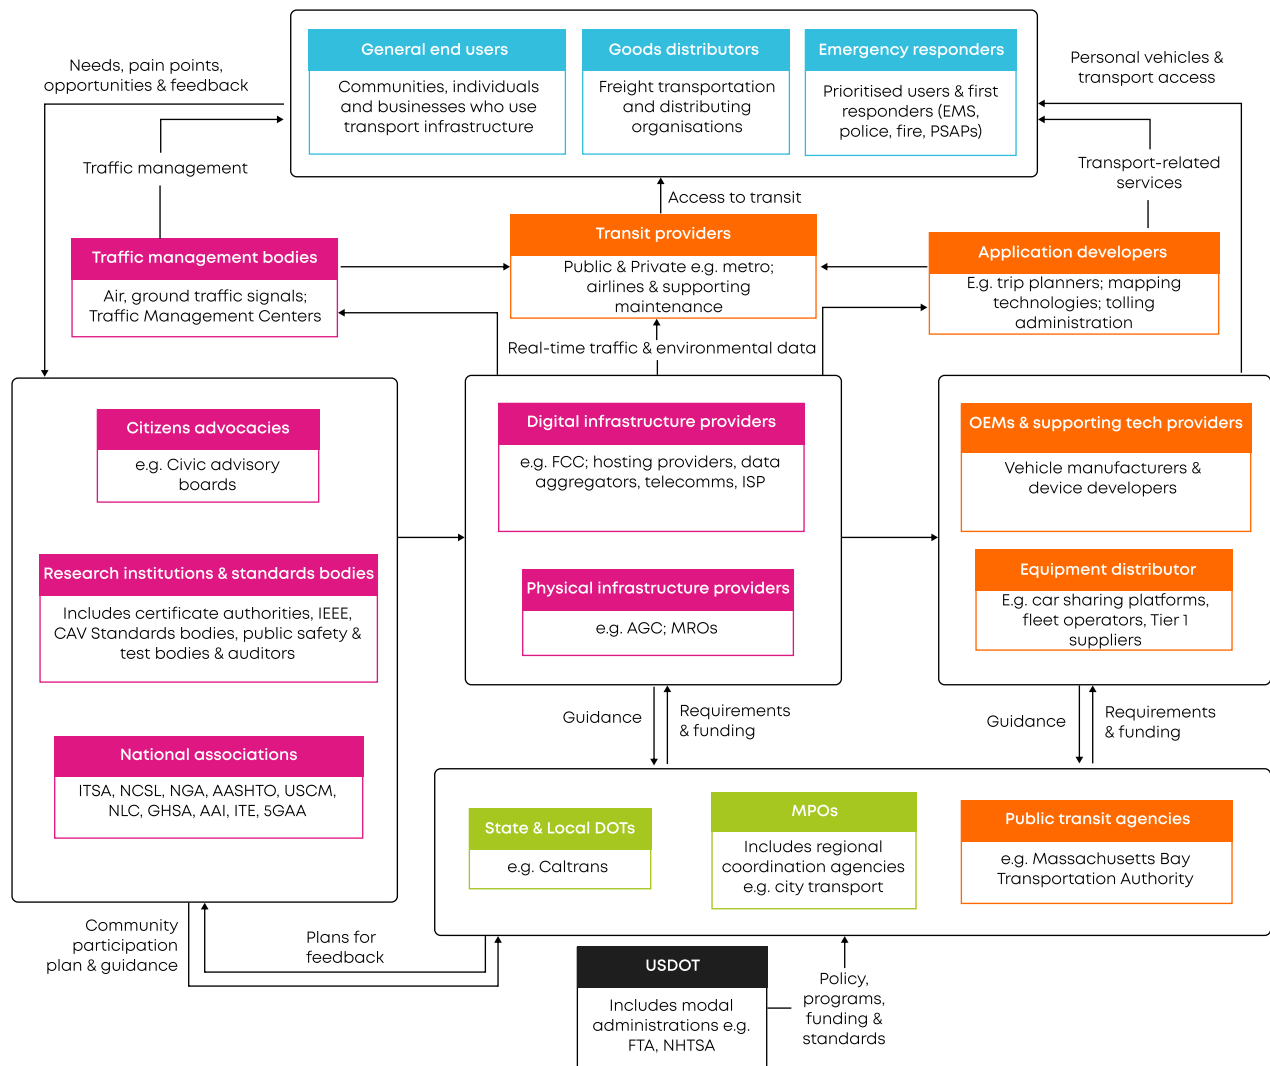 General end users
Communities, individuals
and businesses who use
transport infrastructure
Goods distributors
Freight transportation
and distributing
organisations
Emergency responders
Prioritised users & first
responders (EMS,
police, fire, PSAPs)
Needs, pain points,
opportunities & feedback
Personal vehicles &
transport access
Traffic management
Transport-related
services
Access to transit
Traffic management bodies
Air, ground traffic signals;
Traffic Management Centers
Transit providers
Public & Private e.g. metro;
airlines & supporting
maintenance
Application developers
E.g. trip planners; mapping
technologies; tolling
administration
Real-time traffic & environmental data
Citizens advocacies
e.g. Civic advisory
boards
Research institutions & standards bodies
Includes certificate authorities, IEEE,
CAV Standards bodies, public safety &
test bodies & auditors
National associations
ITSA, NCSL, NGA, AASHTO, USCM,
NLC, GHSA, AAI, ITE, 5GAA
Digital infrastructure providers
e.g. FCC; hosting providers, data
aggregators, telecomms, ISP
Physical infrastructure providers
e.g. AGC; MROs
OEMs & supporting tech providers
Vehicle manufacturers &
device developers
Equipment distributor
E.g. car sharing platforms,
fleet operators, Tier 1
suppliers
Guidance
Requirements
& funding
Guidance
Requirements
& funding
State & Local DOTs
e.g. Caltrans
MPOs
Includes regional
coordination agencies
e.g. city transport
Public transit agencies
e.g. Massachusetts Bay
Transportation Authority
Community
participation
plan & guidance
Plans for
feedback
USDOT
Includes modal
administrations e.g.
FTA, NHTSA
Policy,
programs,
funding &
standards